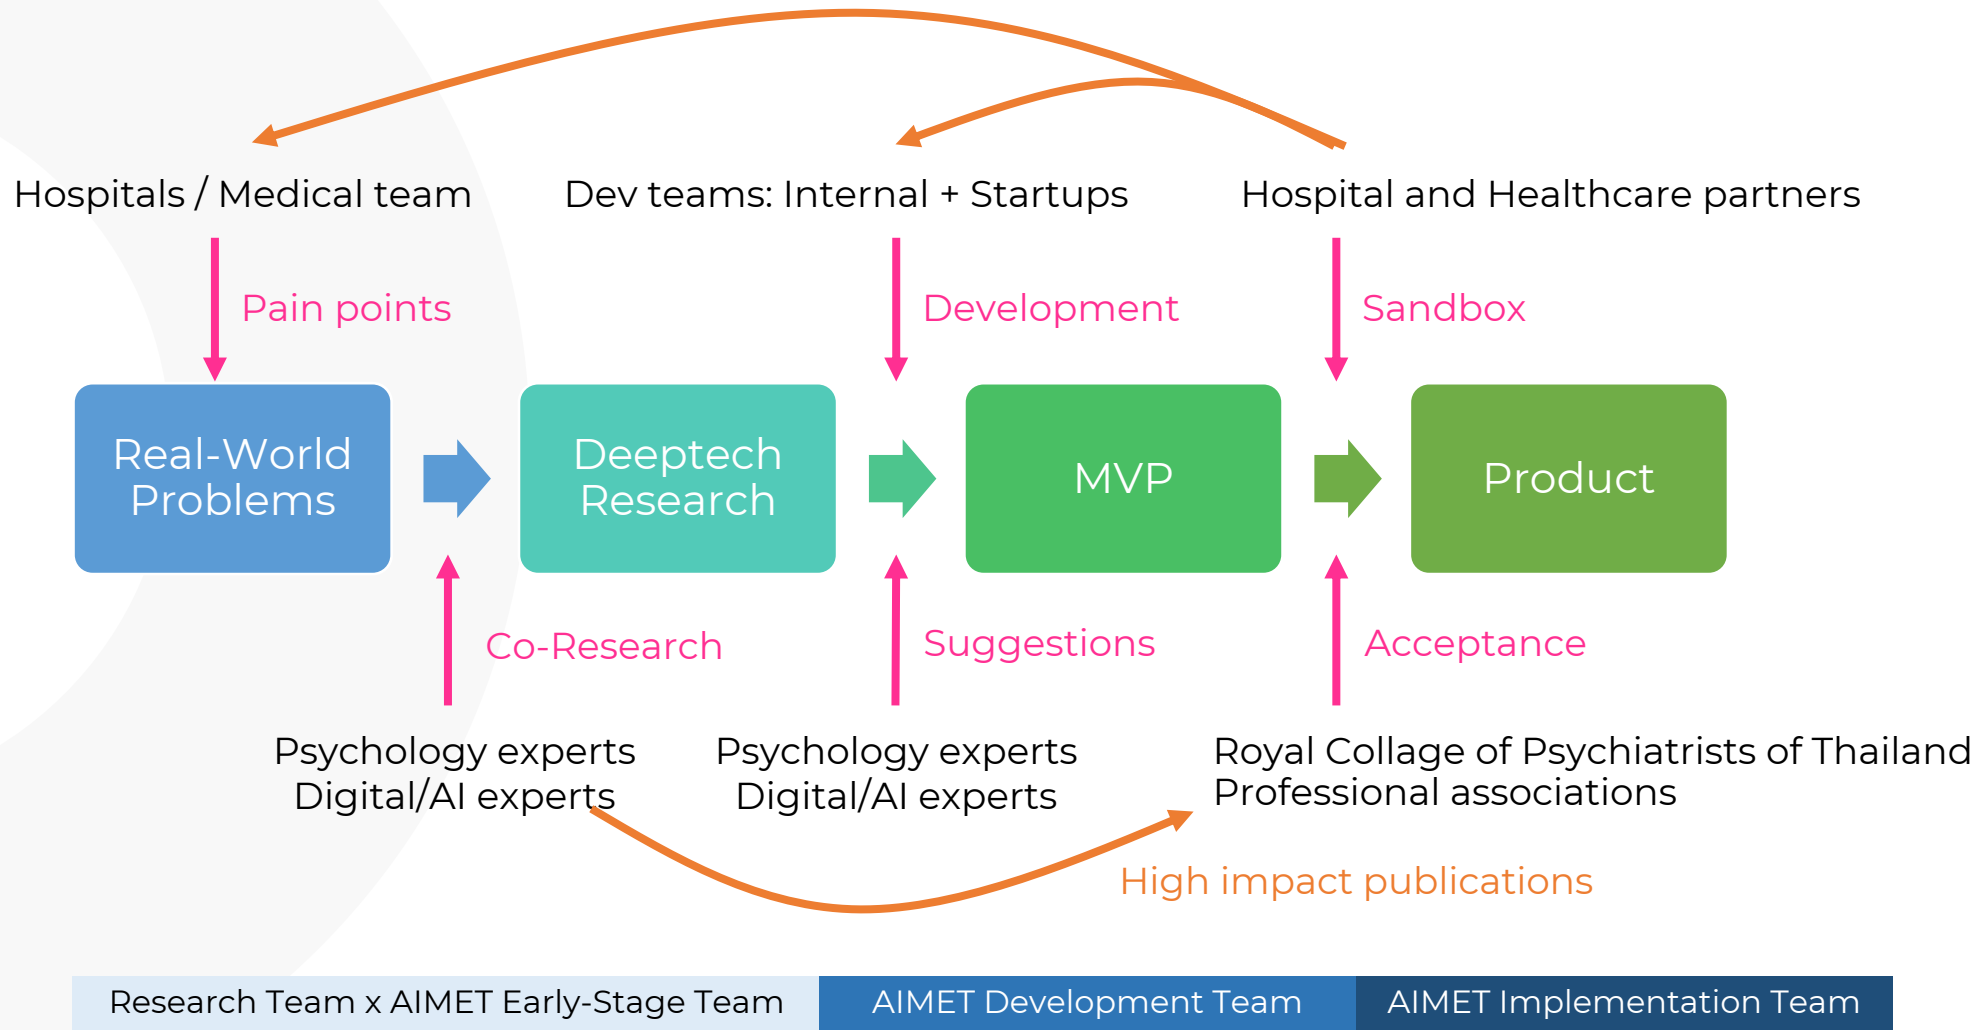 Hospitals / Medical team
Dev teams: Internal + Startups
Hospital and Healthcare partners
Pain points
Development
Sandbox
Real-World
Problems
Deeptech
Research
MVP
Product
Co-Research
Suggestions
Acceptance
Psychology experts
Digital/AI experts
Psychology experts
Digital/AI experts
Royal Collage of Psychiatrists of Thailand
Professional associations
High impact publications
Research Team x AIMET Early-Stage Team
AIMET Development Team
AIMET Implementation Team